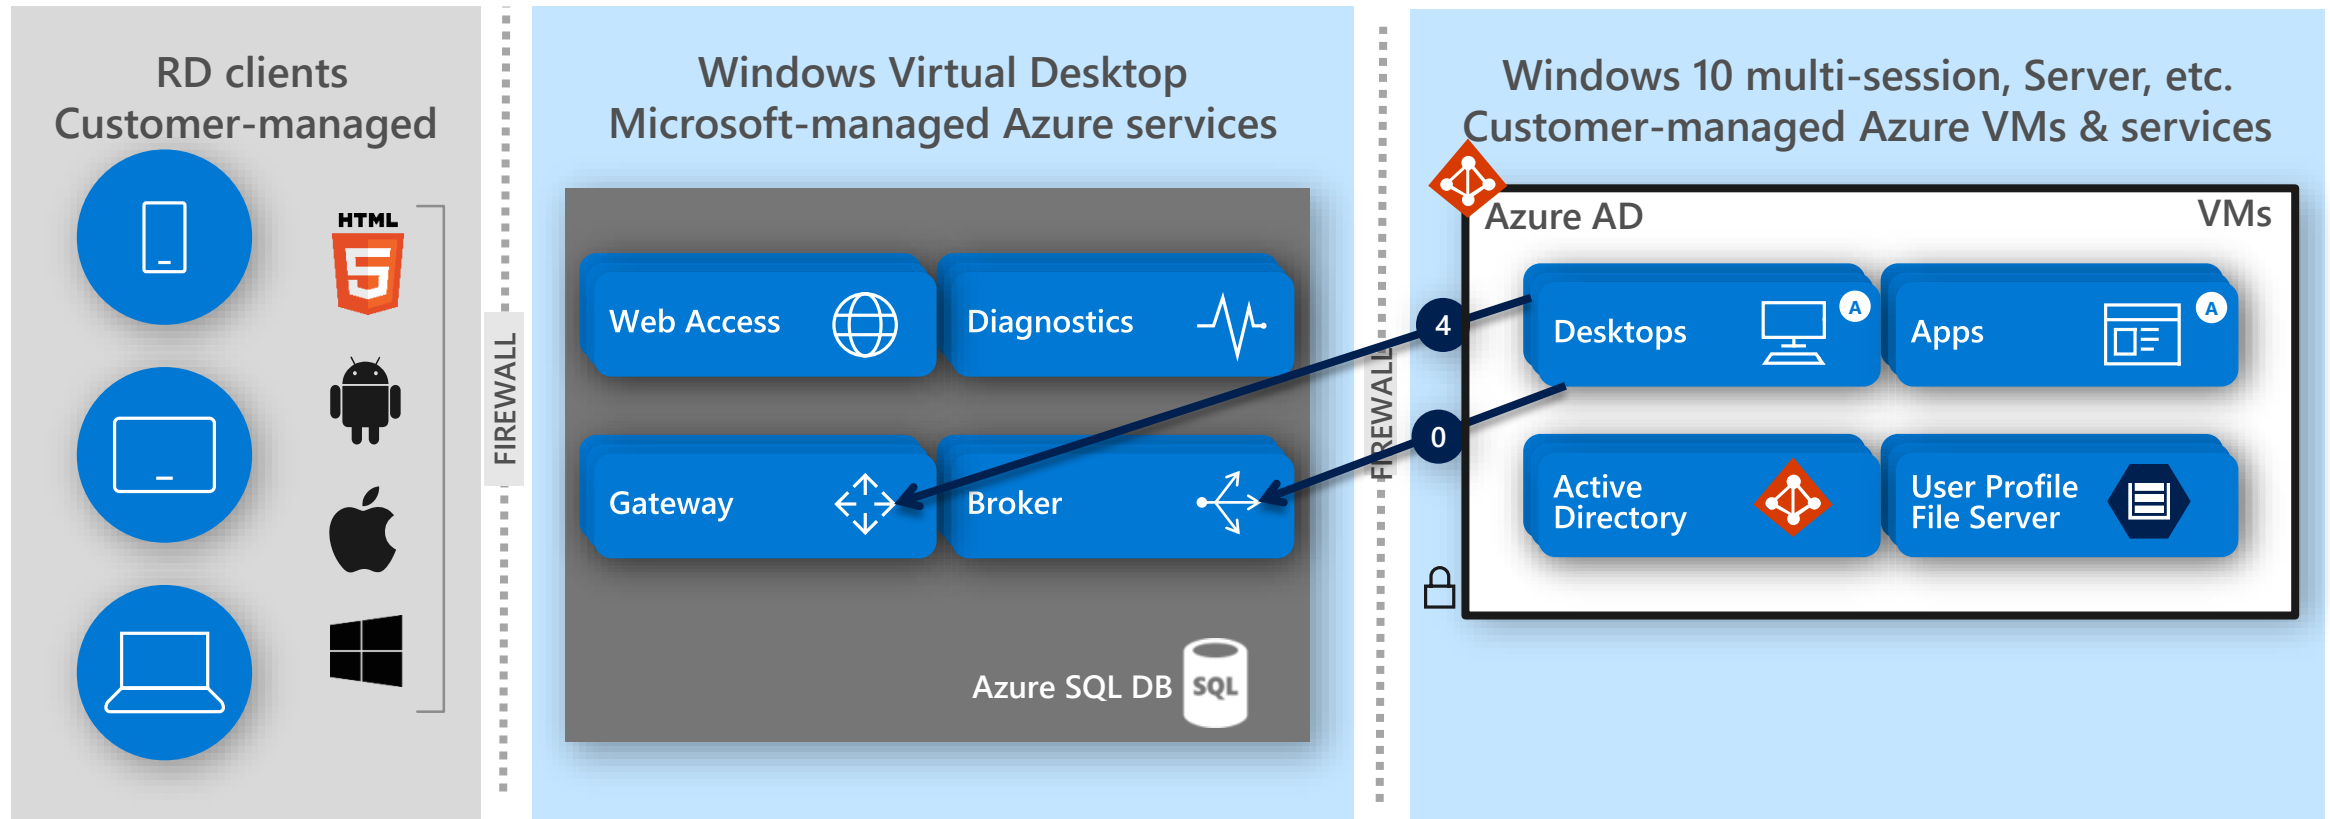 RD clients
Customer-managed
HTML
5
FIREWALL
Windows Virtual Desktop
Microsoft-managed Azure services
Web Access
Diagnostics
Gateway
Broker
Azure SQL DB
SQL
FIREWALL
4
0
Windows 10 multi-session, Server, etc.
Customer-managed Azure VMs & services
Azure AD
VMs
Desktops
A
Apps
A
Active
Directory
User Profile
File Server